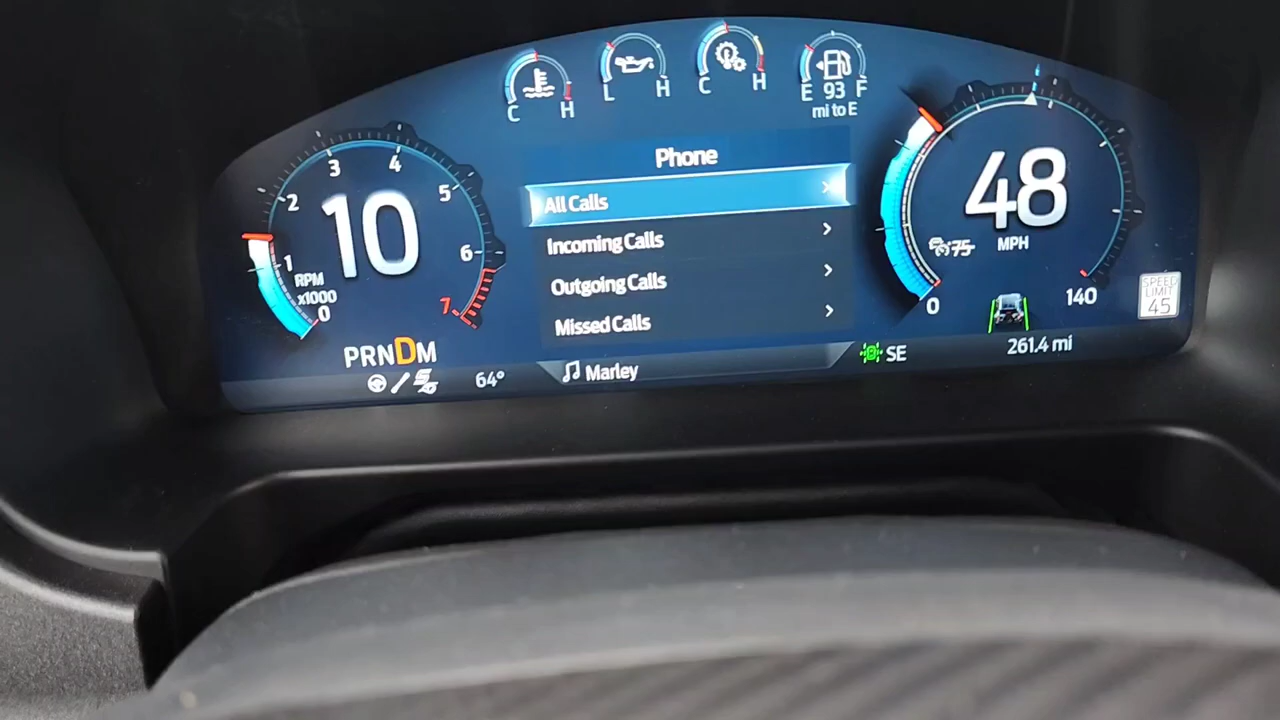 C H
L H
C H
E 93 F
mi to E
Phone
All Calls
Incoming Calls
Outgoing Calls
Missed Calls
Marley
0 1 2 3 4 5 6 7
10
RPM
x1000
PRNDM
64°
48
MPH
75
0 140
SPEED
LIMIT
45
SE
261.4 mi